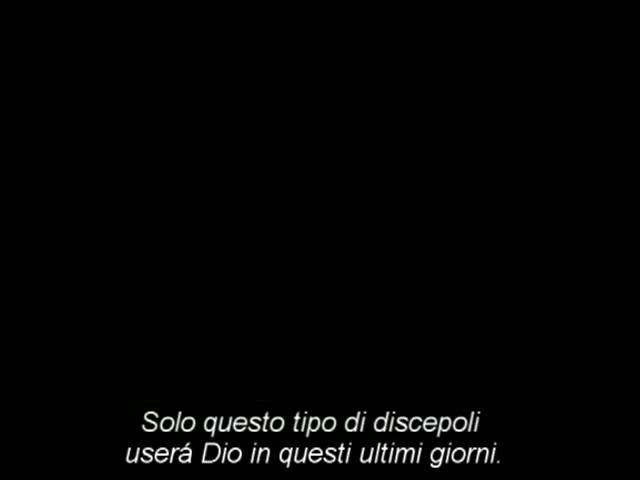 Solo questo tipo di discepoli
userá Dio in questi ultimi giorni.